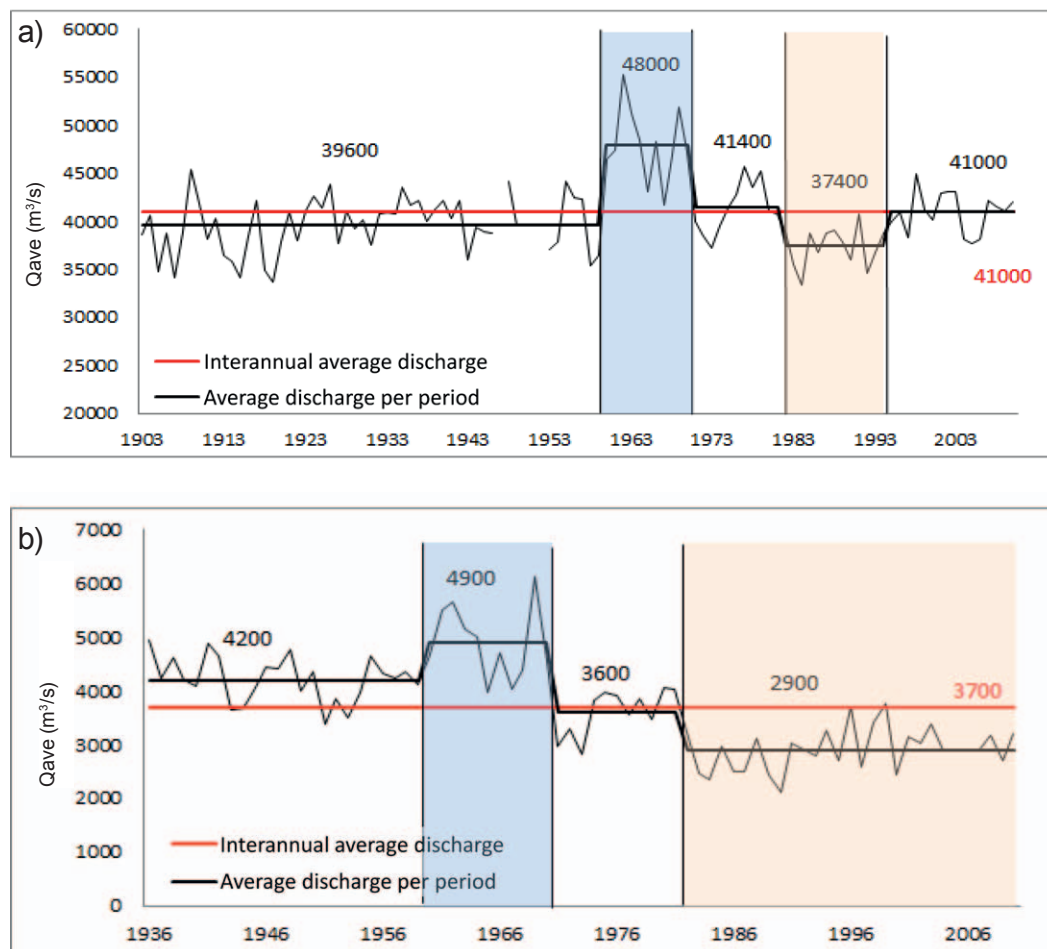 a)
60000
55000
50000
45000
40000
35000
30000
25000
20000
Qave (m³/s)
39600
48000
41400
37400
41000
41000
Interannual average discharge
Average discharge per period
1903 1913 1923 1933 1943 1953 1963 1973 1983 1993 2003
b)
7000
6000
5000
4000
3000
2000
1000
0
Qave (m³/s)
4200
4900
3600
2900
3700
Interannual average discharge
Average discharge per period
1936 1946 1956 1966 1976 1986 1996 2006